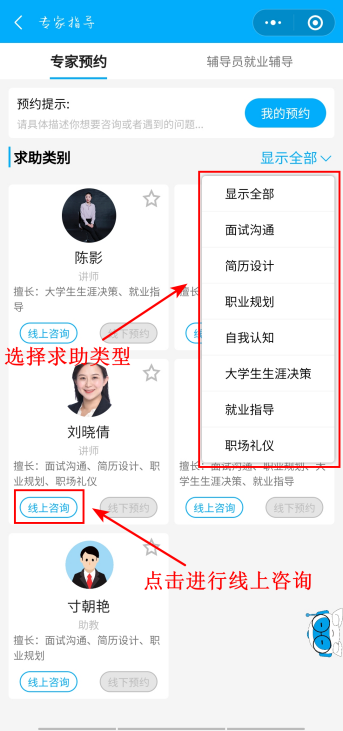 专家指导
专家预约
辅导员就业辅导
预约提示:
请具体描述你想要咨询或者遇到的问题...
我的预约
求助类别
显示全部
显示全部
面试沟通
简历设计
职业规划
自我认知
大学生生涯决策
就业指导
职场礼仪
陈影
讲师
擅长：大学生生涯决策、就业指
导
线上咨询
线下预约
选择求助类型
刘晓倩
讲师
擅长：面试沟通、简历设计、职
业规划、职场礼仪
线上咨询
线下预约
擅长：面试沟通、职业规划、大
学生生涯决策、就业指导
线上咨询
线下预约
点击进行线上咨询
寸朝艳
助教
擅长：面试沟通、简历设计、职
业规划
线上咨询
线下预约